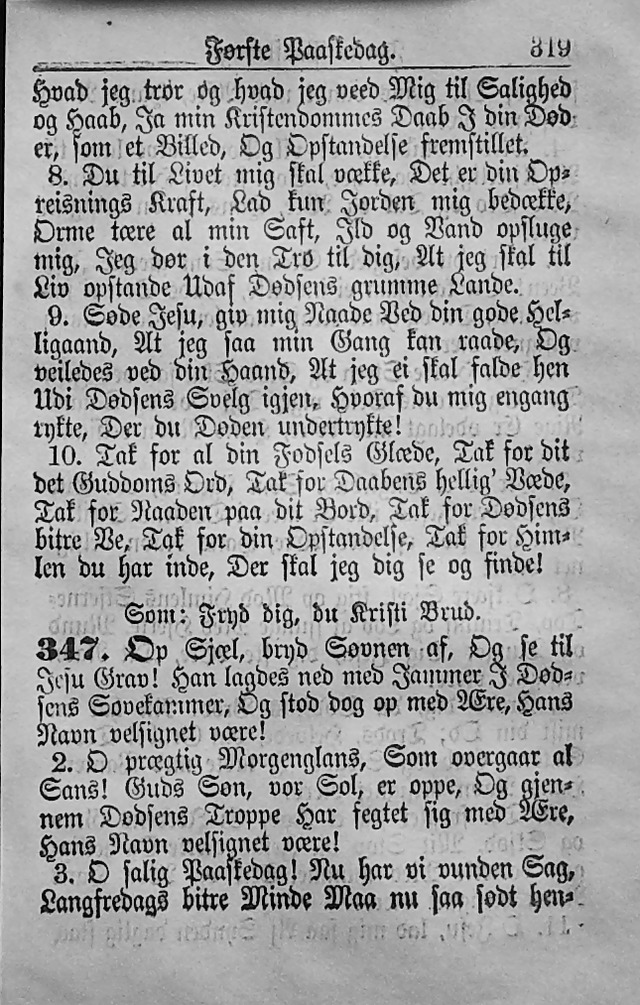 Første Paaskedag. 319
Hvad jeg tror og hvad jeg veed Mig til Salighed
og Haab, Ja min Kristendommes Daab I din Død
er, som et Billed, Og Opstandelse fremstillet.
8. Du til Livet mig skal vække, Det er din Op-
reisnings Kraft, Lad kun Jorden mig bedække,
Orme tære al min Saft, Ild og Vand opsluge
mig, Jeg dør i den Tro til dig, At jeg skal til
Liv opstande Udaf Dødsens grumme Lande.
9. Søde Jesu, giv mig Naade Ved din gode Hel-
ligaand, At jeg saa min Gang kan raade, Og
veiledes ved din Haand, At jeg ei skal falde hen
Udi Dødsens Svelg igjen, Hvoraf du mig engang
rykte, Der du Døden undertrykte!
10. Tak for al din Fødsels Glæde, Tak for dit
det Guddoms Ord, Tak for Daabens hellig' Væde,
Tak for Naaden paa dit Bord, Tak for Dødsens
bitre Ve, Tak for din Opstandelse, Tak for Him-
len du har inde, Der skal jeg dig se og finde!
Som: Fryd dig, du Kristi Brud.
347. Op Sjæl, bryd Søvnen af, Og se til
Jesu Grav! Han lagdes ned med Jammer I Død-
sens Sovekammer, Og stod dog op med Ære, Hans
Navn velsignet være!
2. O prægtig Morgenglans, Som overgaar al
Sans! Guds Søn, vor Sol, er oppe, Og gjen-
nem Dødsens Troppe Har fegtet sig med Ære,
Hans Navn velsignet være!
3. O salig Paaskedag! Nu har vi vunden Sag,
Langfredags bitre Minde Maa nu saa sødt hen-